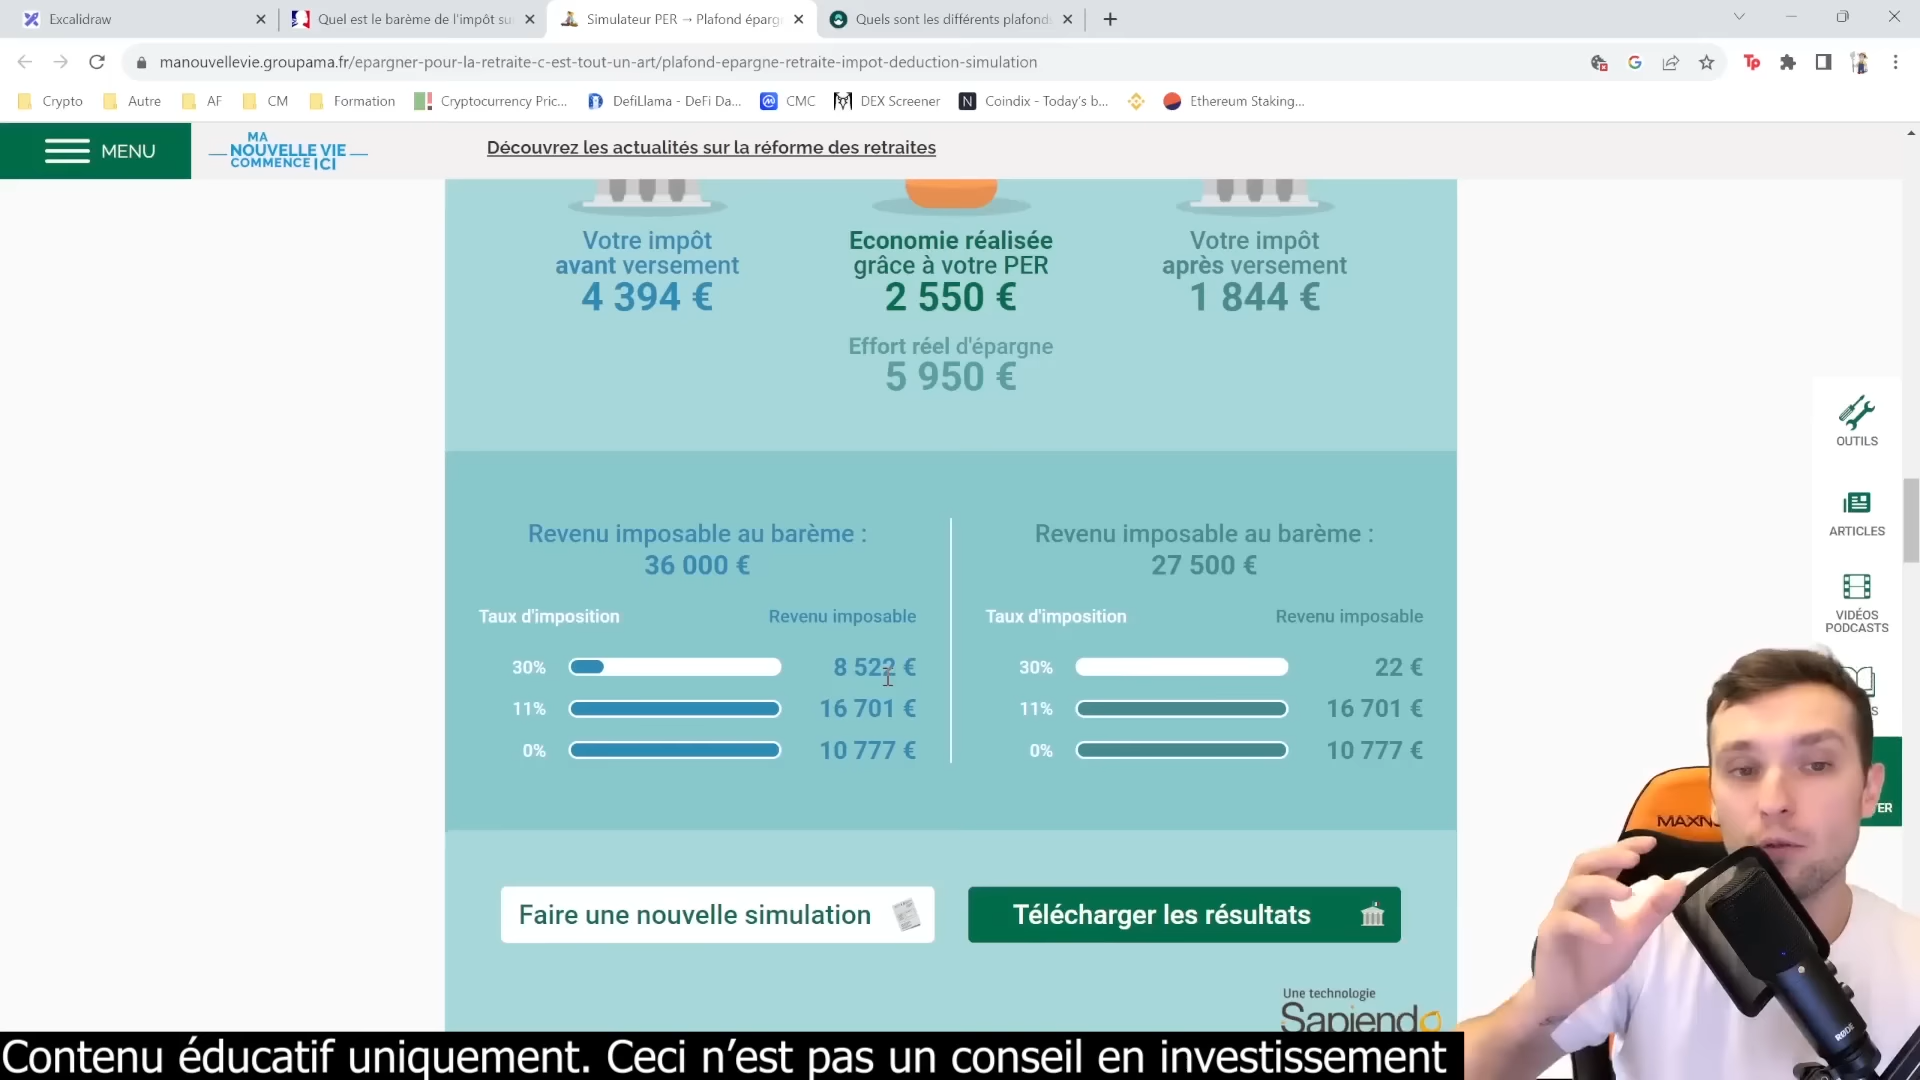 Excalidraw
Quel est le barème de l'impôt su
Simulateur PER → Plafond éparg
Quels sont les différents plafond
manouvellevie.groupama.fr/epargner-pour-la-retraite-c-est-tout-un-art/plafond-epargne-retraite-impot-deduction-simulation
Crypto
Autre
AF
CM
Formation
Cryptocurrency Pric...
DefiLlama - DeFi Da...
CMC
DEX Screener
Coindix - Today's b...
Ethereum Staking...
MENU
MA
NOUVELLE VIE
COMMENCE ICI
Découvrez les actualités sur la réforme des retraites
Votre impôt
avant versement
4 394 €
Economie réalisée
grâce à votre PER
2 550 €
Effort réel d'épargne
5 950 €
Votre impôt
après versement
1 844 €
Revenu imposable au barème :
36 000 €
Taux d'imposition Revenu imposable
30% 8 522 €
11% 16 701 €
0% 10 777 €
Revenu imposable au barème :
27 500 €
Taux d'imposition Revenu imposable
30% 22 €
11% 16 701 €
0% 10 777 €
Faire une nouvelle simulation
Télécharger les résultats
Une technologie
Sapiendo
OUTILS
ARTICLES
VIDÉOS
PODCASTS
S
ER
MAXN
RØDE
Contenu éducatif uniquement. Ceci n'est pas un conseil en investissement